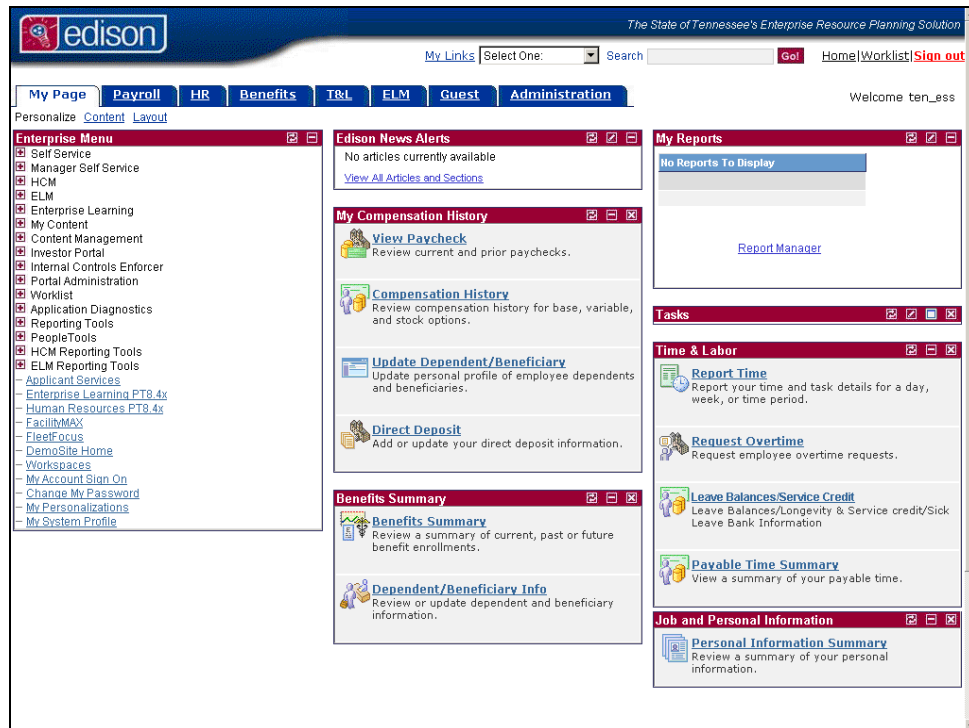 edison
The State of Tennessee's Enterprise Resource Planning Solution
My Links Select One: Search Go! Home|Worklist|Sign out
My Page Payroll HR Benefits T&L ELM Guest Administration
Welcome ten_ess
Personalize Content Layout
Enterprise Menu
Self Service
Manager Self Service
HCM
ELM
Enterprise Learning
My Content
Content Management
Investor Portal
Internal Controls Enforcer
Portal Administration
Worklist
Application Diagnostics
Reporting Tools
PeopleTools
HCM Reporting Tools
ELM Reporting Tools
Applicant Services
Enterprise Learning PT8.4x
Human Resources PT8.4x
FacilityMAX
FleetFocus
DemoSite Home
Workspaces
My Account Sign On
Change My Password
My Personalizations
My System Profile
Edison News Alerts
No articles currently available
View All Articles and Sections
My Compensation History
View Paycheck
Review current and prior paychecks.
Compensation History
Review compensation history for base, variable,
and stock options.
Update Dependent/Beneficiary
Update personal profile of employee dependents
and beneficiaries.
Direct Deposit
Add or update your direct deposit information.
Benefits Summary
Benefits Summary
Review a summary of current, past or future
benefit enrollments.
Dependent/Beneficiary Info
Review or update dependent and beneficiary
information.
My Reports
No Reports To Display
Report Manager
Tasks
Time & Labor
Report Time
Report your time and task details for a day,
week, or time period.
Request Overtime
Request employee overtime requests.
Leave Balances/Service Credit
Leave Balances/Longevity & Service credit/Sick
Leave Bank Information
Payable Time Summary
View a summary of your payable time.
Job and Personal Information
Personal Information Summary
Review a summary of your personal
information.